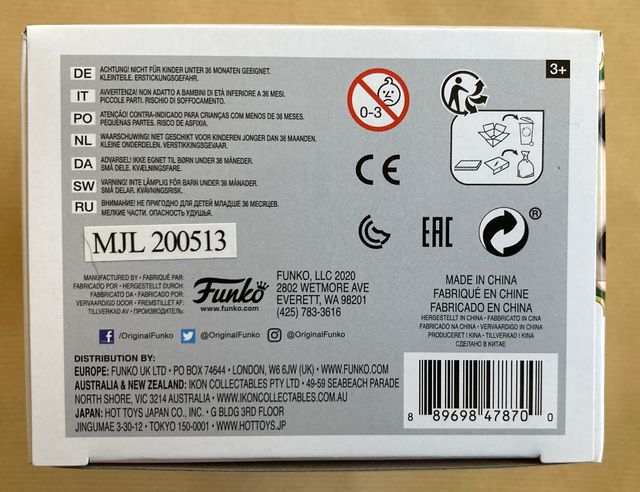 3+
DE ACHTUNG! NICHT FÜR KINDER UNTER 36 MONATEN GEEIGNET.
KLEINTEILE. ERSTICKUNGSGEFAHR.
IT AVVERTENZA! NON ADATTO A BAMBINI DI ETÀ INFERIORE A 36 MESI.
PICCOLE PARTI. RISCHIO DI SOFFOCAMENTO.
PO ATENÇÃO! CONTRA-INDICADO PARA CRIANÇAS COM MENOS DE 36 MESES.
PEQUENAS PARTES. RISCO DE ASFIXIA.
NL WAARSCHUWING! NIET GESCHIKT VOOR KINDEREN JONGER DAN 36 MAANDEN.
KLEINE ONDERDELEN. VERSTIKKINGSGEVAAR.
DA ADVARSEL! IKKE EGNET TIL BØRN UNDER 36 MÅNEDER.
SMÅ DELE. KVÆLNINGSFARE.
SW VARNING! INTE LÄMPLIG FÖR BARN UNDER 36 MÅNADER.
SMÅ DELAR. KVÄVNINGSRISK.
RU ВНИМАНИЕ! НЕ ПРИГОДНО ДЛЯ ДЕТЕЙ МЛАДШЕ 36 МЕСЯЦЕВ.
МЕЛКИЕ ЧАСТИ. ОПАСНОСТЬ УДУШЬЯ.
0-3
CE
EAC
®
MJL 200513
MANUFACTURED BY • FABRIQUÉ PAR:
FABRICADO POR • HERGESTELLT DURCH:
FABBRICATO DA • FABRICADO POR:
VERVAARDIGD DOOR • FREMSTILLET AF:
TILLVERKAD AV • ПРОИЗВОДИТЕЛЬ:
Funko
www.funko.com
FUNKO, LLC 2020
2802 WETMORE AVE
EVERETT, WA 98201
(425) 783-3616
MADE IN CHINA
FABRIQUÉ EN CHINE
FABRICADO EN CHINA
HERGESTELLT IN CHINA • FABBRICATO IN CINA
FABRICADO NA CHINA • VERVAARDIGD IN CHINA
PRODUCERET I KINA • TILLVERKAD I KINA
СДЕЛАНО В КИТАЕ
/OriginalFunko @OriginalFunko @OriginalFunko
DISTRIBUTION BY:
EUROPE: FUNKO UK LTD • PO BOX 74644 • LONDON, W6 6JW (UK) • WWW.FUNKO.COM
AUSTRALIA & NEW ZEALAND: IKON COLLECTABLES PTY LTD • 49-59 SEABEACH PARADE
NORTH SHORE, VIC 3214 AUSTRALIA • WWW.IKONCOLLECTABLES.COM.AU
JAPAN: HOT TOYS JAPAN CO., INC. • G BLDG 3RD FLOOR
JINGUMAE 3-30-12 • TOKYO 150-0001 • WWW.HOTTOYS.JP
8 89698 47870 0